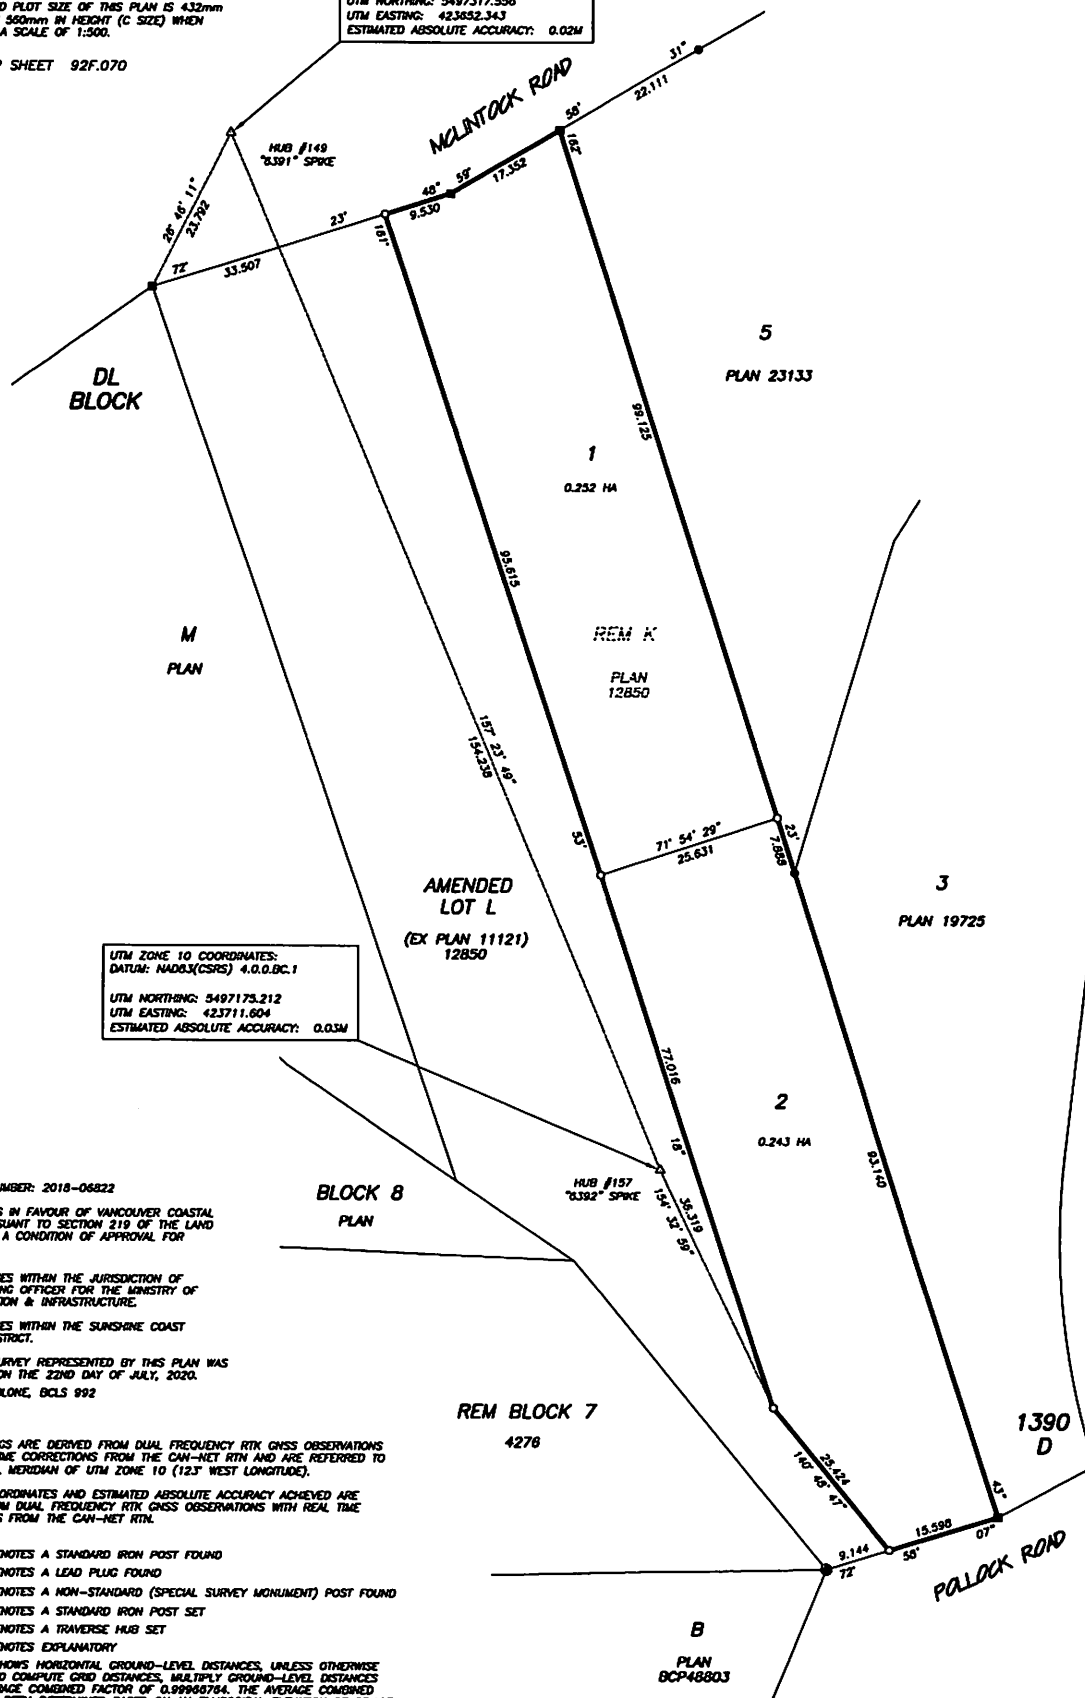 D PLOT SIZE OF THIS PLAN IS 432mm
560mm IN HEIGHT (C SIZE) WHEN
A SCALE OF 1:500.
SHEET 92F.070
UTM NORTHING: 5497317.556
UTM EASTING: 423652.343
ESTIMATED ABSOLUTE ACCURACY: 0.02M
MCLINTOCK ROAD
31"
22.111
58'
162°
17.352
59'
48"
9.530
HUB #149
"6391" SPIKE
26° 46' 11"
23.792
23'
161°
72°
33.507
DL
BLOCK
5
PLAN 23133
99.125
1
0.252 HA
95.615
M
PLAN
REM K
PLAN
12850
157° 23' 49"
154.238
53'
71° 54' 29"
25.631
23'
7.888
AMENDED
LOT L
(EX PLAN 11121)
12850
3
PLAN 19725
UTM ZONE 10 COORDINATES:
DATUM: NAD83(CSRS) 4.0.0.BC.1
UTM NORTHING: 5497175.212
UTM EASTING: 423711.604
ESTIMATED ABSOLUTE ACCURACY: 0.03M
77.016
18"
2
0.243 HA
93.140
HUB #157
"6392" SPIKE
36.319
154° 32' 59"
BLOCK 8
PLAN
MBER: 2018-06822
S IN FAVOUR OF VANCOUVER COASTAL
SUANT TO SECTION 219 OF THE LAND
A CONDITION OF APPROVAL FOR
ES WITHIN THE JURISDICTION OF
NG OFFICER FOR THE MINISTRY OF
TION & INFRASTRUCTURE.
ES WITHIN THE SUNSHINE COAST
STRICT.
URVEY REPRESENTED BY THIS PLAN WAS
ON THE 22ND DAY OF JULY, 2020.
LONE, BCLS 992
REM BLOCK 7
4276
1390
D
GS ARE DERIVED FROM DUAL FREQUENCY RTK GNSS OBSERVATIONS
IME CORRECTIONS FROM THE CAN-NET RTN AND ARE REFERRED TO
L MERIDIAN OF UTM ZONE 10 (123° WEST LONGITUDE).
ORDINATES AND ESTIMATED ABSOLUTE ACCURACY ACHIEVED ARE
OM DUAL FREQUENCY RTK GNSS OBSERVATIONS WITH REAL TIME
S FROM THE CAN-NET RTN.
25.424
140° 48' 47"
43"
07"
15.598
58'
9.144
72°
POLLOCK ROAD
NOTES A STANDARD IRON POST FOUND
NOTES A LEAD PLUG FOUND
NOTES A NON-STANDARD (SPECIAL SURVEY MONUMENT) POST FOUND
NOTES A STANDARD IRON POST SET
NOTES A TRAVERSE HUB SET
NOTES EXPLANATORY
HOWS HORIZONTAL GROUND-LEVEL DISTANCES, UNLESS OTHERWISE
O COMPUTE GRID DISTANCES, MULTIPLY GROUND-LEVEL DISTANCES
AGE COMBINED FACTOR OF 0.99966764. THE AVERAGE COMBINED
B
PLAN
BCP48803